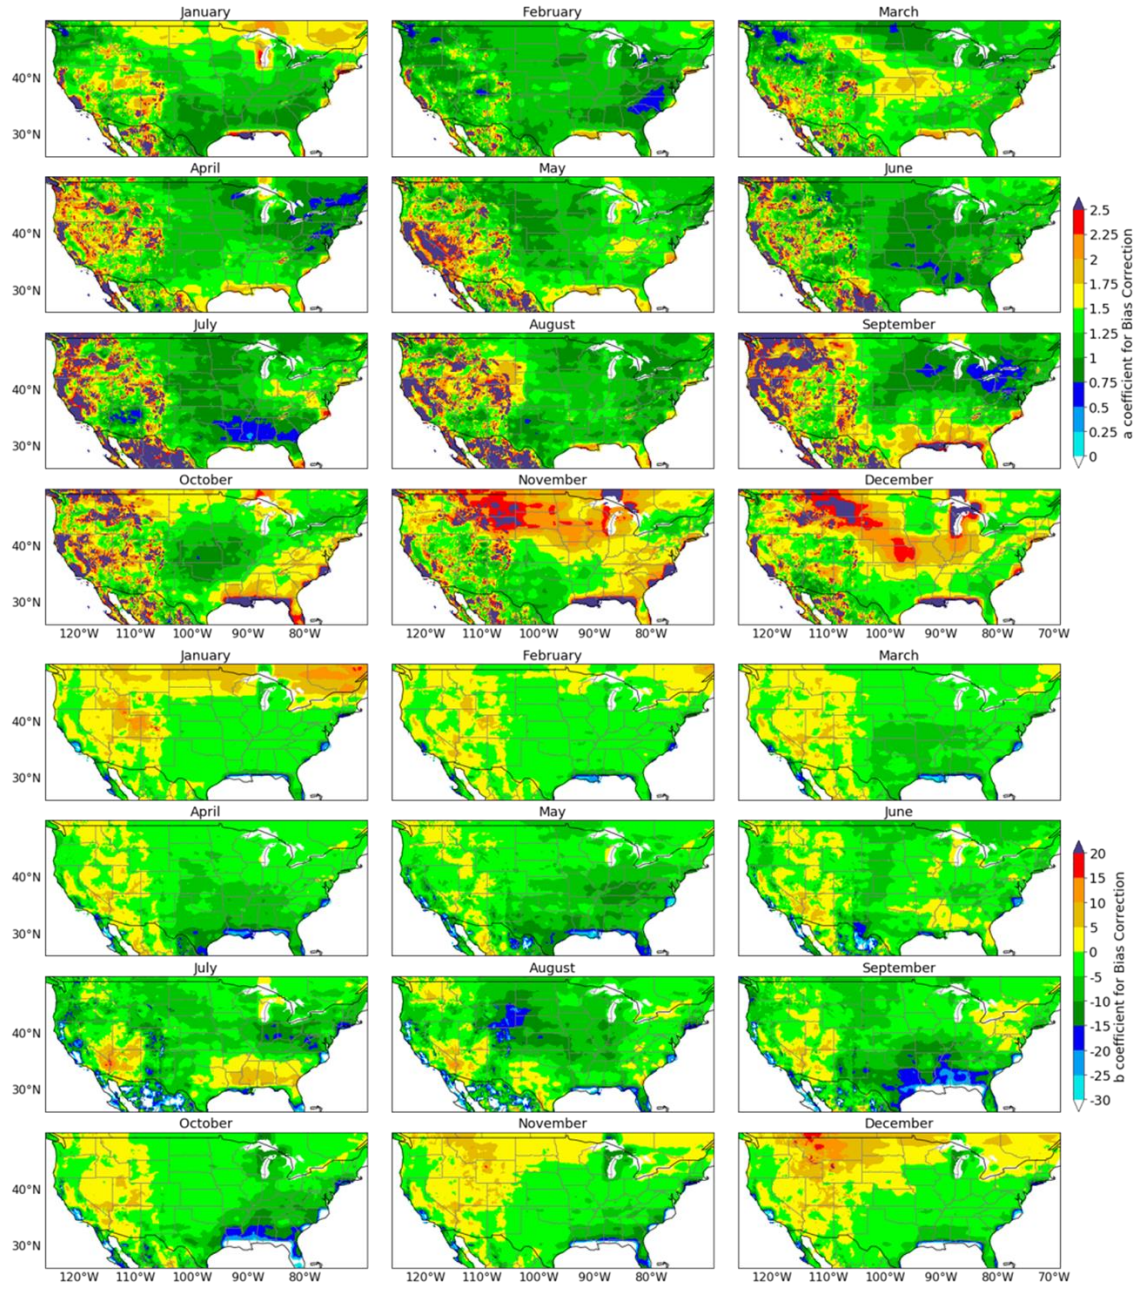 January February March
40°N
30°N
April May June
40°N
30°N
July August September
40°N
30°N
October November December
40°N
30°N
120°W 110°W 100°W 90°W 80°W 120°W 110°W 100°W 90°W 80°W 120°W 110°W 100°W 90°W 80°W 70°W
2.5
2.25
2
1.75
1.5
1.25
1
0.75
0.5
0.25
0
a coefficient for Bias Correction
January February March
40°N
30°N
April May June
40°N
30°N
July August September
40°N
30°N
October November December
40°N
30°N
120°W 110°W 100°W 90°W 80°W 120°W 110°W 100°W 90°W 80°W 120°W 110°W 100°W 90°W 80°W 70°W
20
15
10
5
0
-5
-10
-15
-20
-25
-30
b coefficient for Bias Correction